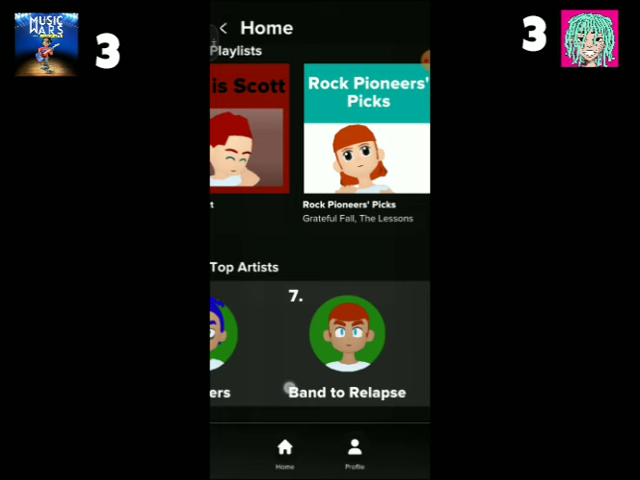 MUSIC
WARS
3
3
Home
Playlists
is Scott
Rock Pioneers'
Picks
t
Rock Pioneers' Picks
Grateful Fall, The Lessons
Top Artists
7.
ers
Band to Relapse
Home
Profile